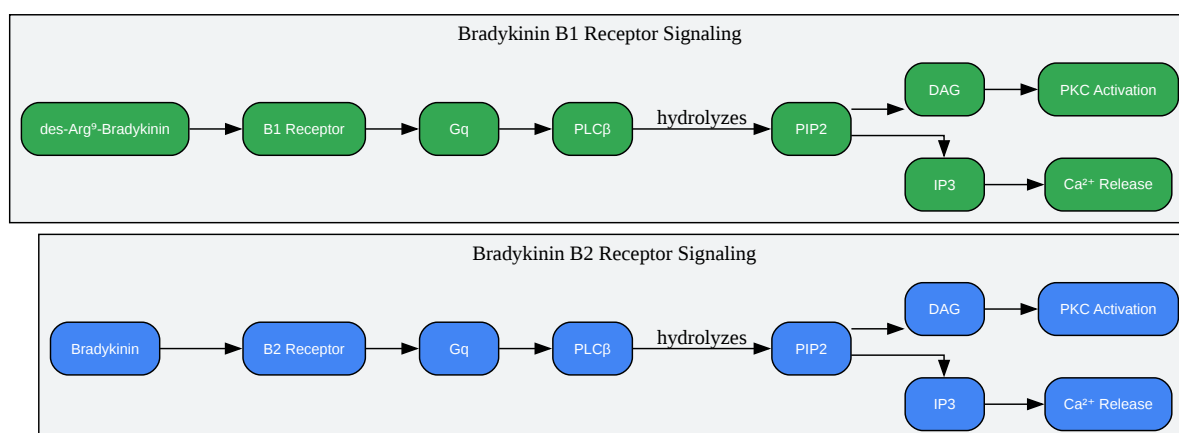 Bradykinin B1 Receptor Signaling
des-Arg⁹-Bradykinin
B1 Receptor
Gq
PLCβ
hydrolyzes
PIP2
DAG
PKC Activation
IP3
Ca²⁺ Release
Bradykinin B2 Receptor Signaling
Bradykinin
B2 Receptor
Gq
PLCβ
hydrolyzes
PIP2
DAG
PKC Activation
IP3
Ca²⁺ Release